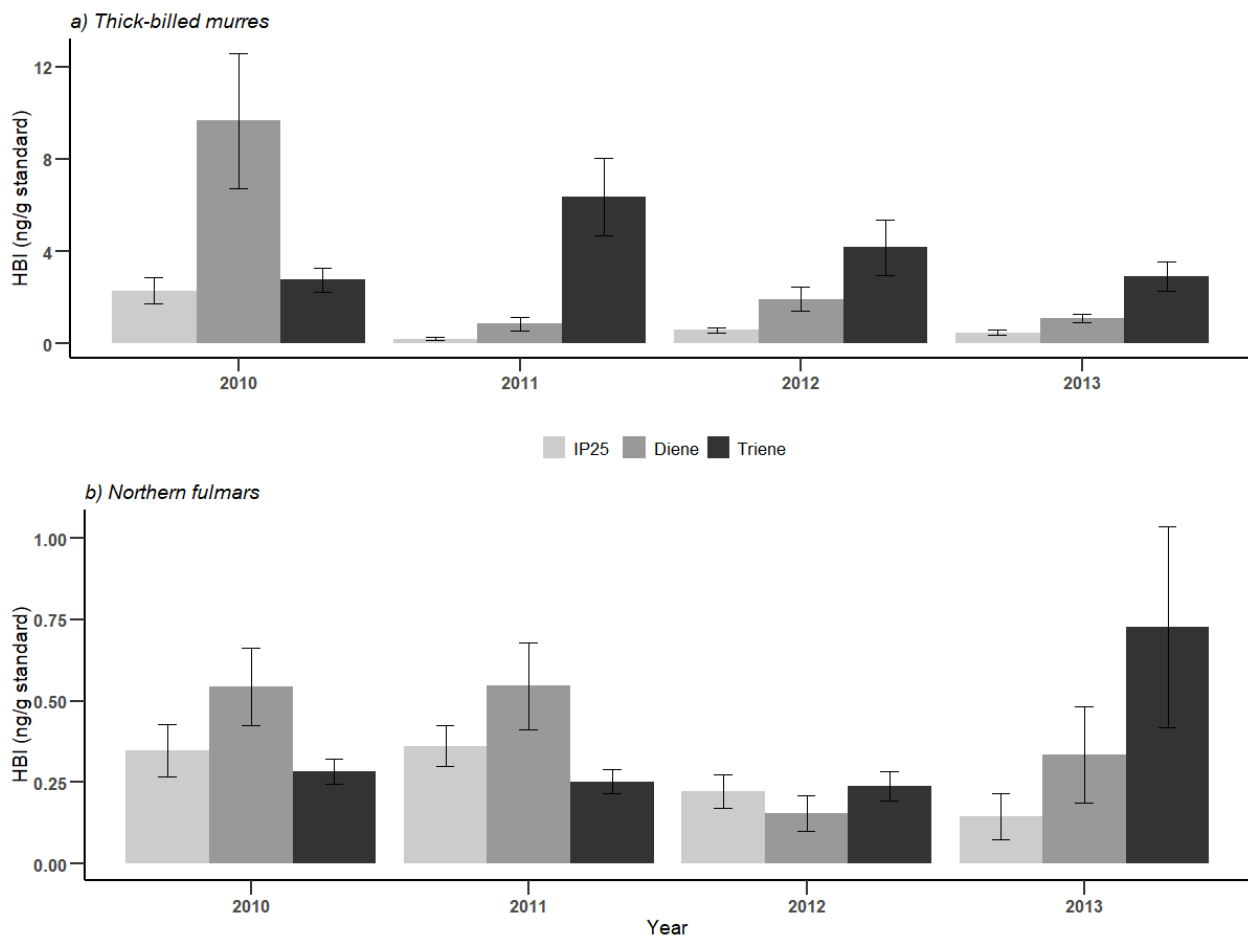 a) Thick-billed murres
HBI (ng/g standard)
12
8
4
0
2010 2011 2012 2013
IP25 Diene Triene
b) Northern fulmars
HBI (ng/g standard)
1.00
0.75
0.50
0.25
0.00
2010 2011 2012 2013
Year